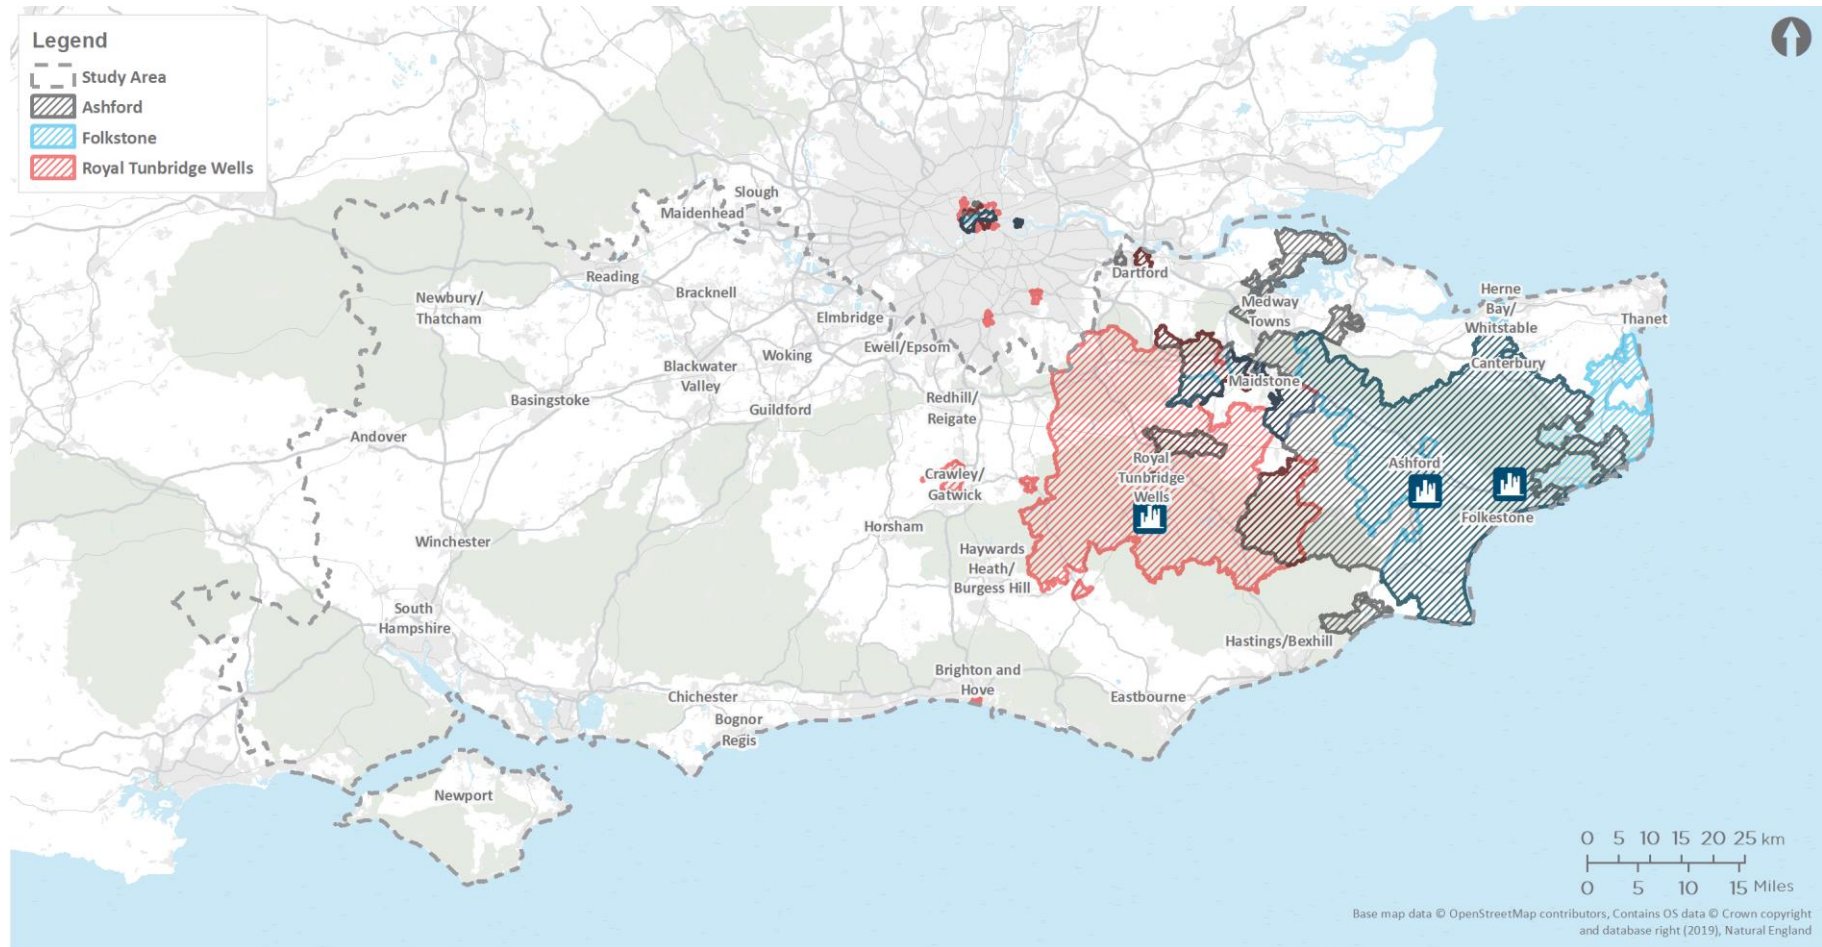 Legend
Study Area
Ashford
Folkstone
Royal Tunbridge Wells
Slough
Maidenhead
Reading
Bracknell
Newbury/
Thatcham
Elmbridge
Ewell/Epsom
Woking
Blackwater
Valley
Basingstoke
Guildford
Andover
Redhill/
Reigate
Dartford
Medway
Towns
Herne
Bay/
Whitstable
Thanet
Canterbury
Maidstone
Royal
Tunbridge
Wells
Ashford
Folkestone
Crawley/
Gatwick
Horsham
Winchester
Haywards
Heath/
Burgess Hill
South
Hampshire
Hastings/Bexhill
Brighton and
Hove
Eastbourne
Chichester
Bognor
Regis
Newport
0 5 10 15 20 25 km
0 5 10 15 Miles
Base map data © OpenStreetMap contributors, Contains OS data © Crown copyright
and database right (2019), Natural England